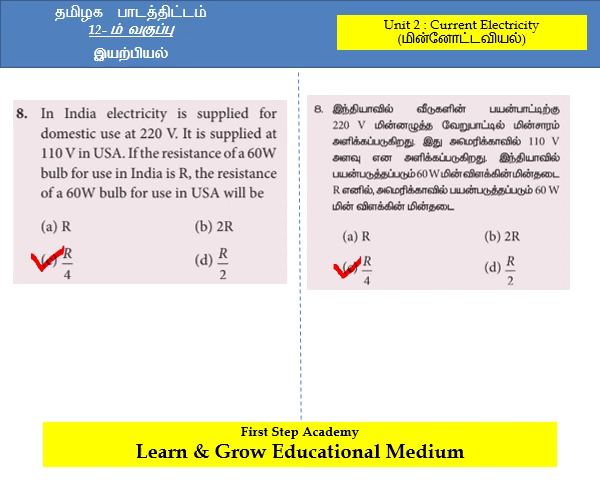 தமிழக பாடத்திட்டம்
12- ம் வகுப்பு
இயற்பியல்
Unit 2 : Current Electricity
(மின்னோட்டவியல்)
8. In India electricity is supplied for
domestic use at 220 V. It is supplied at
110 V in USA. If the resistance of a 60W
bulb for use in India is R, the resistance
of a 60W bulb for use in USA will be
(a) R (b) 2R
(c) R/4 (d) R/2
8. இந்தியாவில் வீடுகளின் பயன்பாட்டிற்கு
220 V மின்னழுத்த வேறுபாட்டில் மின்சாரம்
அளிக்கப்படுகிறது. இது அமெரிக்காவில் 110 V
அளவு என அளிக்கப்படுகிறது. இந்தியாவில்
பயன்படுத்தப்படும் 60 W மின் விளக்கின் மின்தடை
R எனில், அமெரிக்காவில் பயன்படுத்தப்படும் 60 W
மின் விளக்கின் மின்தடை
(a) R (b) 2R
(c) R/4 (d) R/2
First Step Academy
Learn & Grow Educational Medium